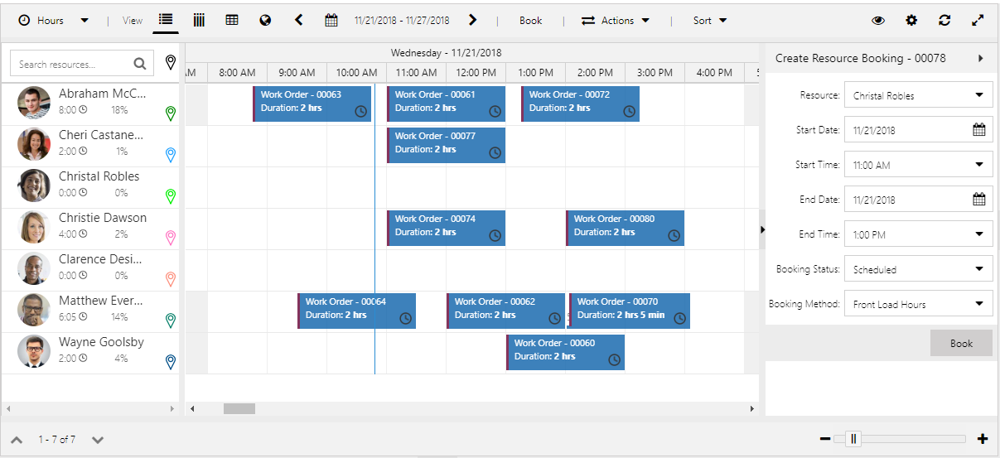 Hours View 11/21/2018 - 11/27/2018 Book Actions Sort
Search resources...
Wednesday - 11/21/2018
AM 8:00 AM 9:00 AM 10:00 AM 11:00 AM 12:00 PM 1:00 PM 2:00 PM 3:00 PM 4:00 PM
Abraham McC...
8:00 18%
Work Order - 00063
Duration: 2 hrs
Work Order - 00061
Duration: 2 hrs
Work Order - 00072
Duration: 2 hrs
Cheri Castane...
2:00 1%
Work Order - 00077
Duration: 2 hrs
Christal Robles
0:00 0%
Christie Dawson
4:00 2%
Work Order - 00074
Duration: 2 hrs
Work Order - 00080
Duration: 2 hrs
Clarence Desi...
0:00 0%
Matthew Ever...
6:05 14%
Work Order - 00064
Duration: 2 hrs
Work Order - 00062
Duration: 2 hrs
Work Order - 00070
Duration: 2 hrs 5 min
Wayne Goolsby
2:00 4%
Work Order - 00060
Duration: 2 hrs
1 - 7 of 7
Create Resource Booking - 00078
Resource: Christal Robles
Start Date: 11/21/2018
Start Time: 11:00 AM
End Date: 11/21/2018
End Time: 1:00 PM
Booking Status: Scheduled
Booking Method: Front Load Hours
Book